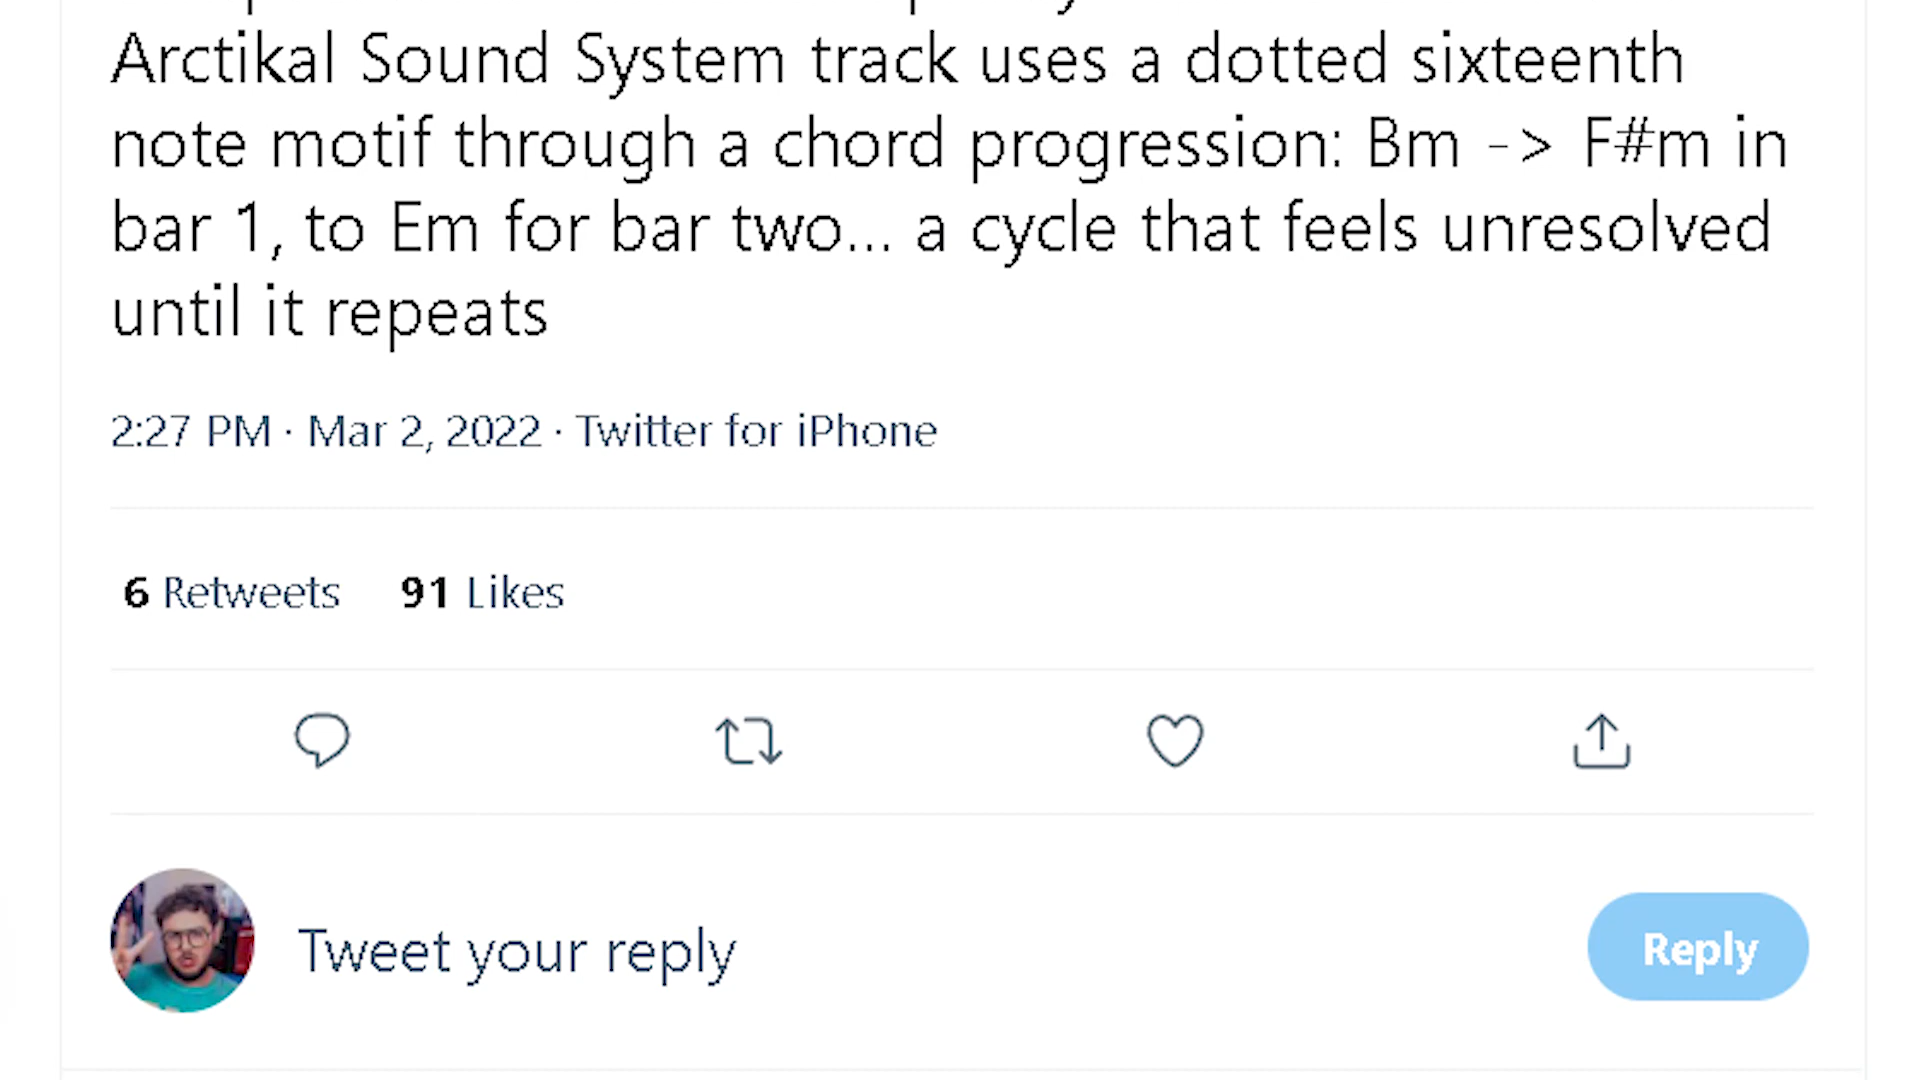 Arctikal Sound System track uses a dotted sixteenth
note motif through a chord progression: Bm -> F#m in
bar 1, to Em for bar two... a cycle that feels unresolved
until it repeats
2:27 PM · Mar 2, 2022 · Twitter for iPhone
6 Retweets 91 Likes
Tweet your reply
Reply